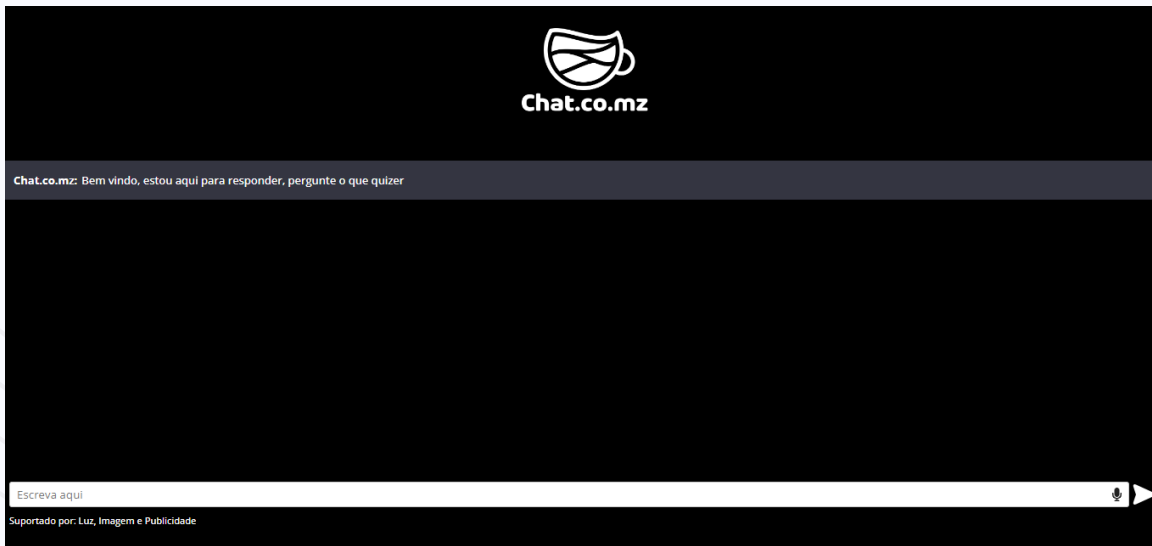 Chat.co.mz
Chat.co.mz: Bem vindo, estou aqui para responder, pergunte o que quizer
Escreva aqui
Suportado por: Luz, Imagem e Publicidade